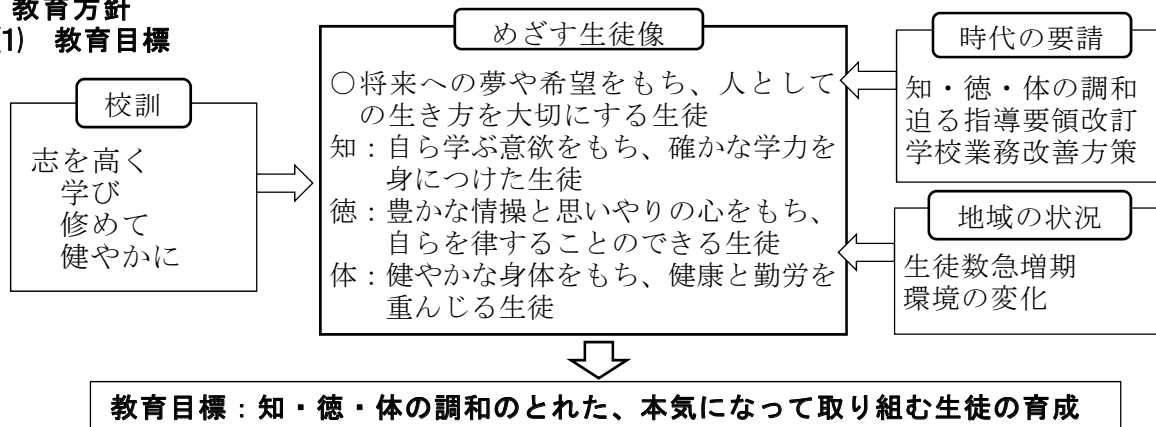 教育方針
(1) 教育目標
校訓
志を高く
学び
修めて
健やかに
めざす生徒像
○将来への夢や希望をもち、人として
の生き方を大切にする生徒
知：自ら学ぶ意欲をもち、確かな学力を
身につけた生徒
徳：豊かな情操と思いやりの心をもち、
自らを律することのできる生徒
体：健やかな身体をもち、健康と勤労を
重んじる生徒
時代の要請
知・徳・体の調和
迫る指導要領改訂
学校業務改善方策
地域の状況
生徒数急増期
環境の変化
教育目標：知・徳・体の調和のとれた、本気になって取り組む生徒の育成